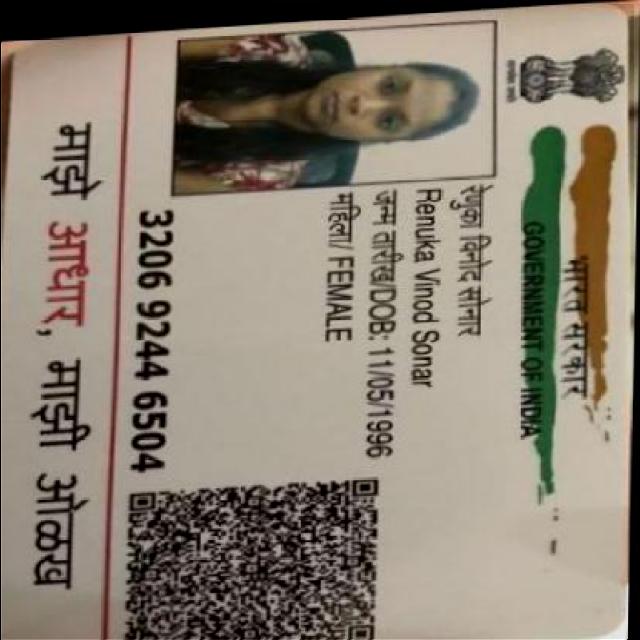 भारत सरकार
GOVERNMENT OF INDIA
रेणुका विनोद सोनार
Renuka Vinod Sonar
जन्म तारीख/DOB: 11/05/1996
महिला/ FEMALE
3206 9244 6504
माझे आधार, माझी ओळख